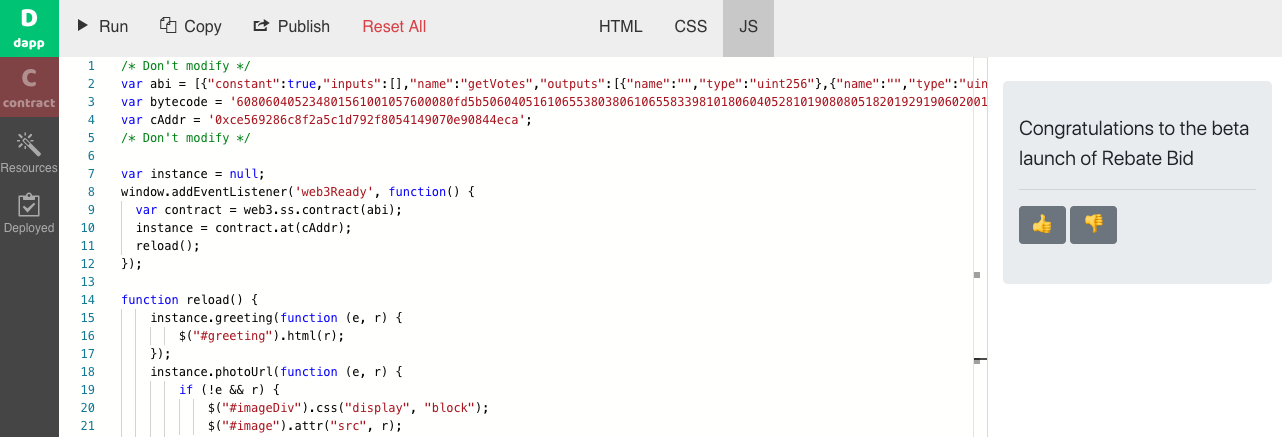 D
dapp
Run
Copy
Publish
Reset All
HTML
CSS
JS
C
contract
Resources
Deployed
1 /* Don't modify */
2 var abi = [{"constant":true,"inputs":[],"name":"getVotes","outputs":[{"name":"","type":"uint256"},{"name":"","type":"uin
3 var bytecode = '608060405234801561001057600080fd5b5060405161065538038061065583398101806040528101908080518201929190602001
4 var cAddr = '0xce569286c8f2a5c1d792f8054149070e90844eca';
5 /* Don't modify */
6
7 var instance = null;
8 window.addEventListener('web3Ready', function() {
9 var contract = web3.ss.contract(abi);
10 instance = contract.at(cAddr);
11 reload();
12 });
13
14 function reload() {
15 instance.greeting(function (e, r) {
16 $("#greeting").html(r);
17 });
18 instance.photoUrl(function (e, r) {
19 if (!e && r) {
20 $("#imageDiv").css("display", "block");
21 $("#image").attr("src", r);
Congratulations to the beta
launch of Rebate Bid